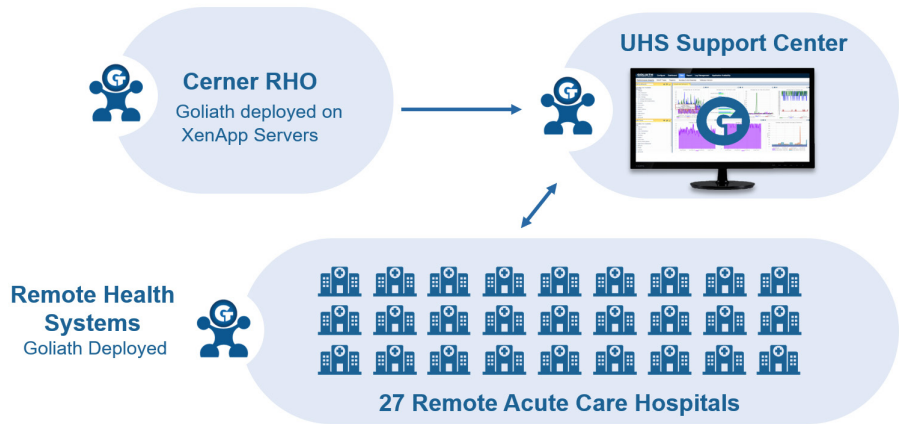 Cerner RHO
Goliath deployed on
XenApp Servers
UHS Support Center
Remote Health
Systems
Goliath Deployed
27 Remote Acute Care Hospitals